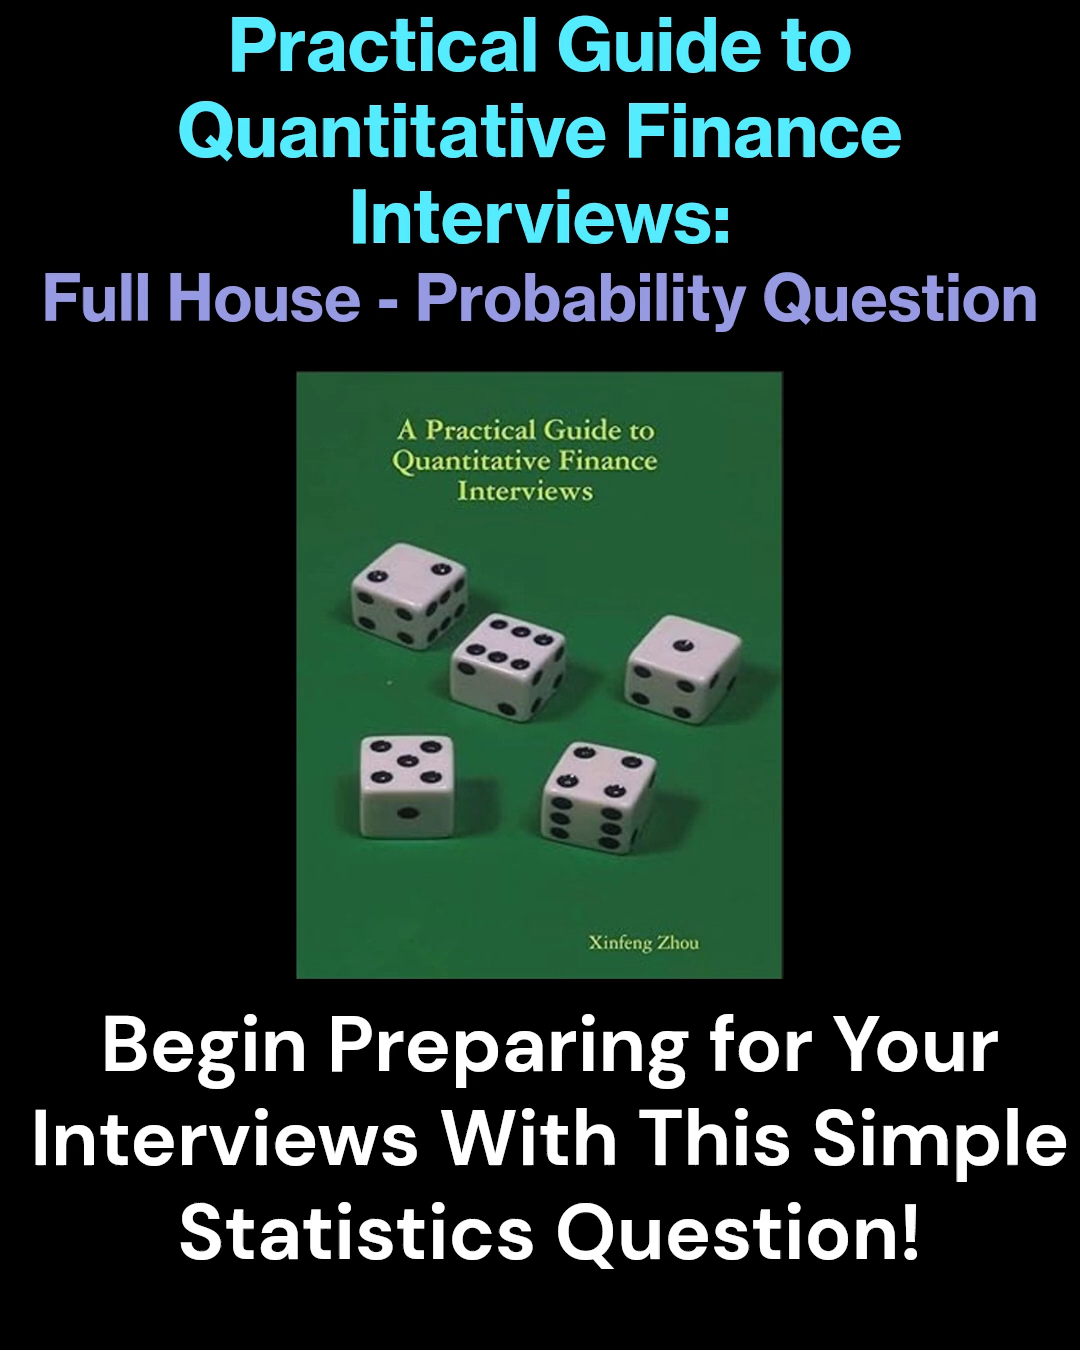 Practical Guide to
Quantitative Finance
Interviews:
Full House - Probability Question
A Practical Guide to
Quantitative Finance
Interviews
Xinfeng Zhou
Begin Preparing for Your
Interviews With This Simple
Statistics Question!